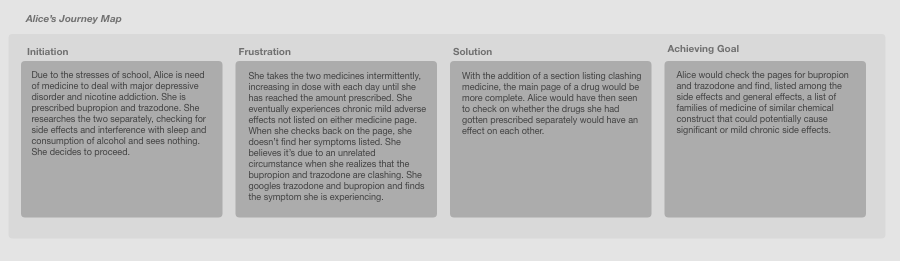 Alice's Journey Map
Initiation
Due to the stresses of school, Alice is need
of medicine to deal with major depressive
disorder and nicotine addiction. She is
prescribed bupropion and trazodone. She
researches the two separately, checking for
side effects and interference with sleep and
consumption of alcohol and sees nothing.
She decides to proceed.
Frustration
She takes the two medicines intermittently,
increasing in dose with each day until she
has reached the amount prescribed. She
eventually experiences chronic mild adverse
effects not listed on either medicine page.
When she checks back on the page, she
doesn't find her symptoms listed. She
believes it's due to an unrelated
circumstance when she realizes that the
bupropion and trazodone are clashing. She
googles trazodone and bupropion and finds
the symptom she is experiencing.
Solution
With the addition of a section listing clashing
medicine, the main page of a drug would be
more complete. Alice would have then seen
to check on whether the drugs she had
gotten prescribed separately would have an
effect on each other.
Achieving Goal
Alice would check the pages for bupropion
and trazodone and find, listed among the
side effects and general effects, a list of
families of medicine of similar chemical
construct that could potentially cause
significant or mild chronic side effects.